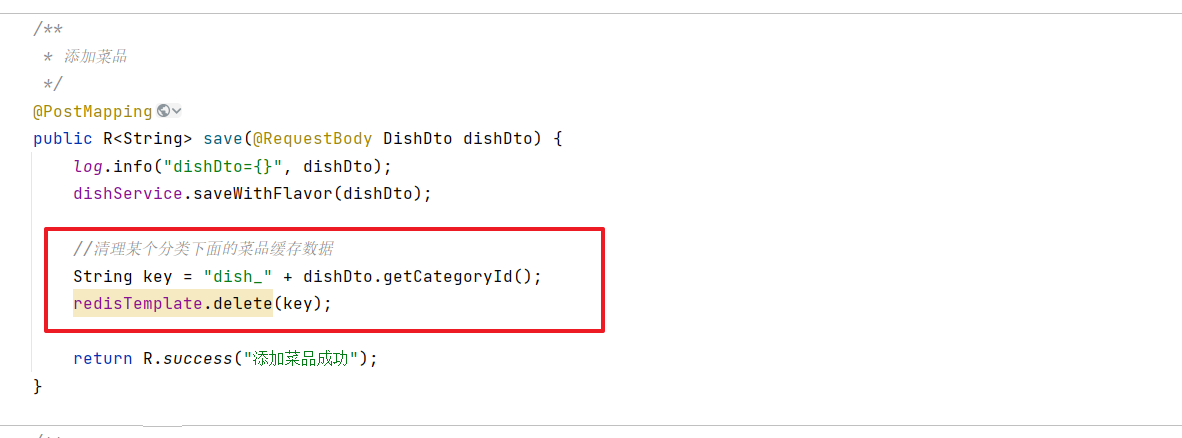 /**
 * 添加菜品
 */
@PostMapping
public R<String> save(@RequestBody DishDto dishDto) {
    log.info("dishDto={}", dishDto);
    dishService.saveWithFlavor(dishDto);
    //清理某个分类下面的菜品缓存数据
    String key = "dish_" + dishDto.getCategoryId();
    redisTemplate.delete(key);
    return R.success("添加菜品成功");
}